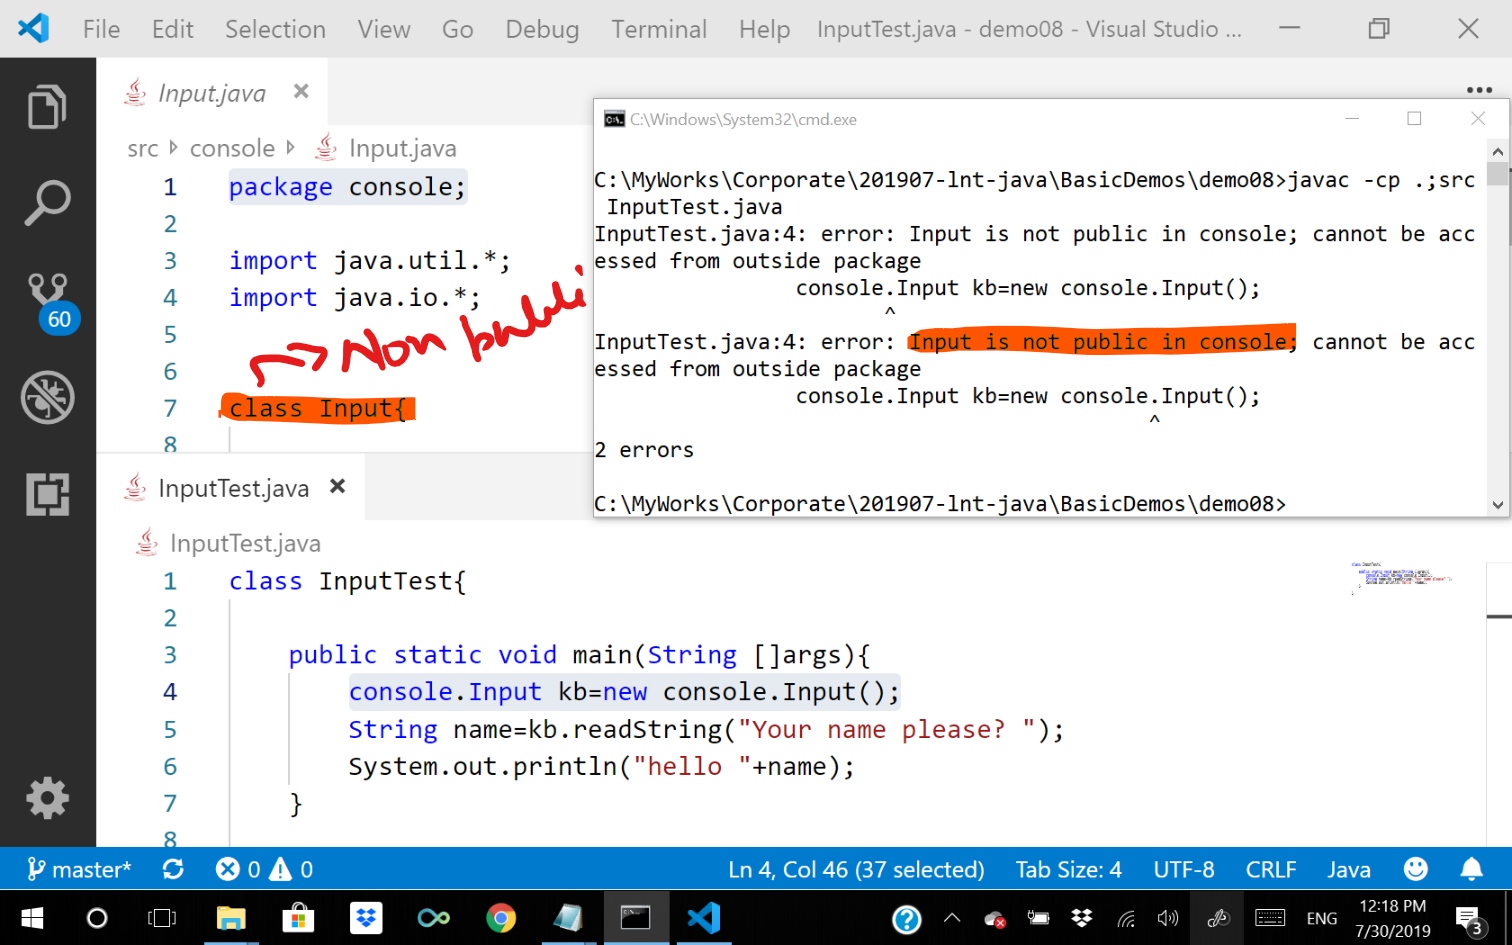 File Edit Selection View Go Debug Terminal Help InputTest.java - demo08 - Visual Studio ...
Input.java ×
src console Input.java
1 package console;
2
3 import java.util.*;
4 import java.io.*;
5
6
7 class Input{
8
Non publi
C:\Windows\System32\cmd.exe
C:\MyWorks\Corporate\201907-lnt-java\BasicDemos\demo08>javac -cp .;src
InputTest.java
InputTest.java:4: error: Input is not public in console; cannot be acc
essed from outside package
console.Input kb=new console.Input();
^
InputTest.java:4: error: Input is not public in console; cannot be acc
essed from outside package
console.Input kb=new console.Input();
^
2 errors
C:\MyWorks\Corporate\201907-lnt-java\BasicDemos\demo08>
InputTest.java ×
InputTest.java
1 class InputTest{
2
3 public static void main(String []args){
4 console.Input kb=new console.Input();
5 String name=kb.readString("Your name please? ");
6 System.out.println("hello "+name);
7 }
8
60
master* 0 0 Ln 4, Col 46 (37 selected) Tab Size: 4 UTF-8 CRLF Java
ENG 12:18 PM
7/30/2019 3